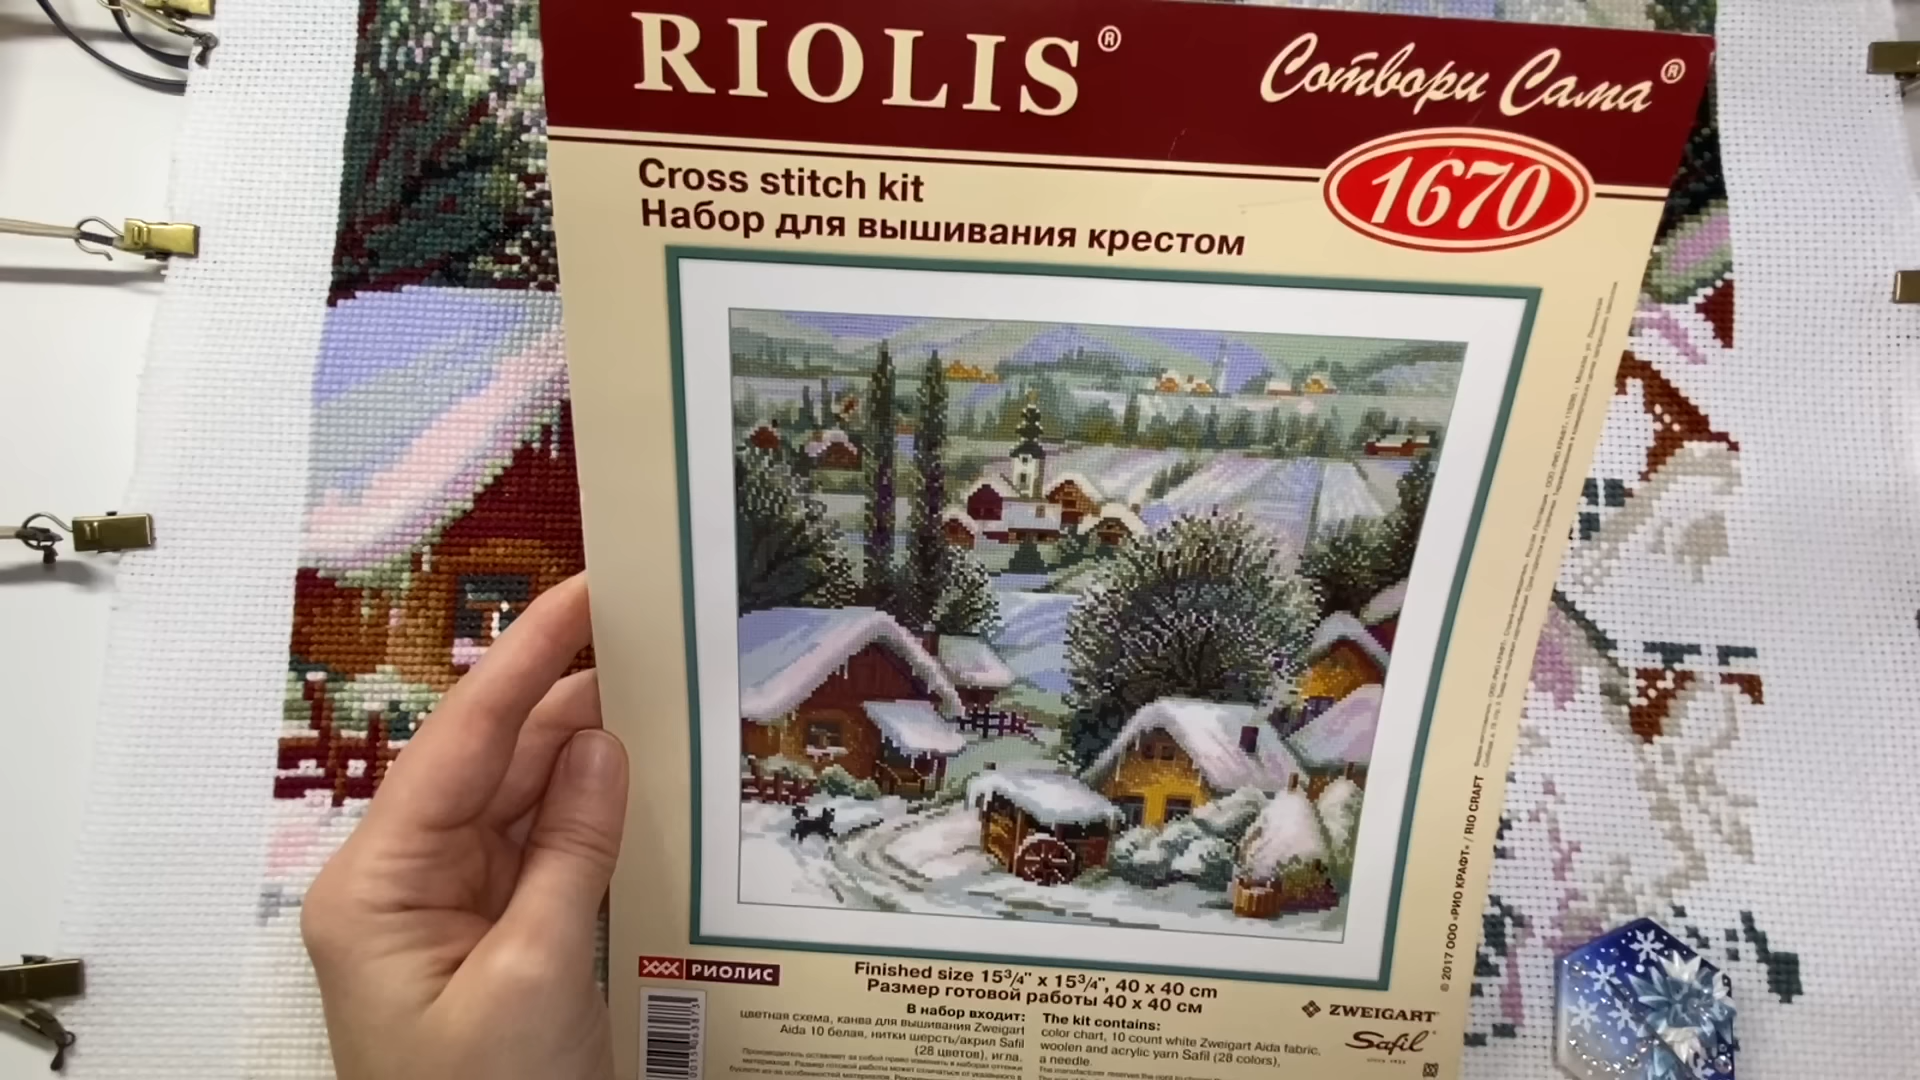 RIOLIS®
Сотвори Сама®
1670
Cross stitch kit
Набор для вышивания крестом
© 2017 ООО «РИО КРАФТ» / RIO CRAFT
РИОЛИС
Finished size 15¾" x 15¾", 40 x 40 cm
Размер готовой работы 40 x 40 см
В набор входит:
цветная схема, канва для вышивания Zweigart
Aida 10 белая, нитки шерсть/акрил Safil
(28 цветов), игла.
The kit contains:
color chart, 10 count white Zweigart Aida fabric,
woolen and acrylic yarn Safil (28 colors),
a needle
ZWEIGART
Safil